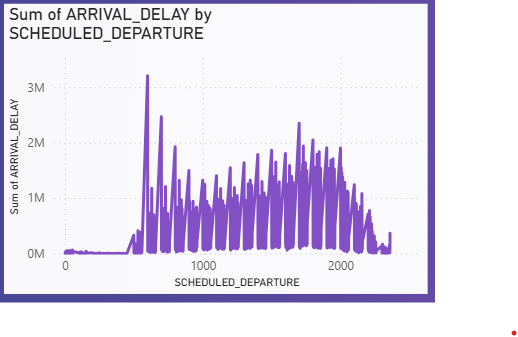 Sum of ARRIVAL_DELAY by
SCHEDULED_DEPARTURE
Sum of ARRIVAL_DELAY
3M
2M
1M
0M
0
1000
2000
SCHEDULED_DEPARTURE